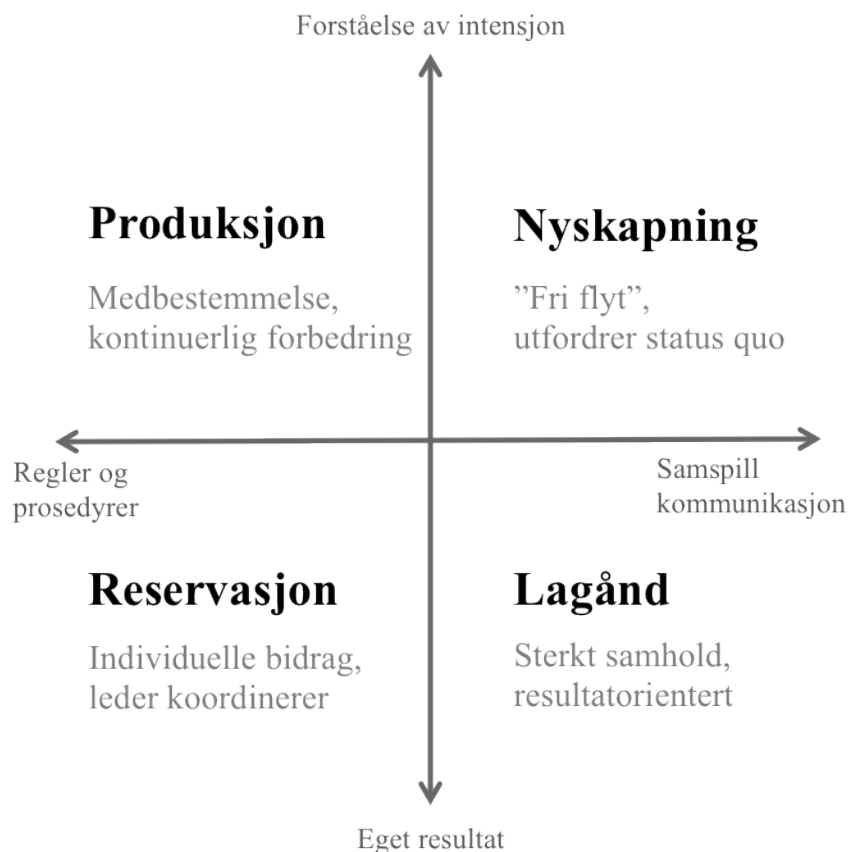 Forståelse av intensjon
Produksjon
Medbestemmelse,
kontinuerlig forbedring
Nyskapning
”Fri flyt”,
utfordrer status quo
Regler og
prosedyrer
Samspill
kommunikasjon
Reservasjon
Individuelle bidrag,
leder koordinerer
Lagånd
Sterkt samhold,
resultatorientert
Eget resultat